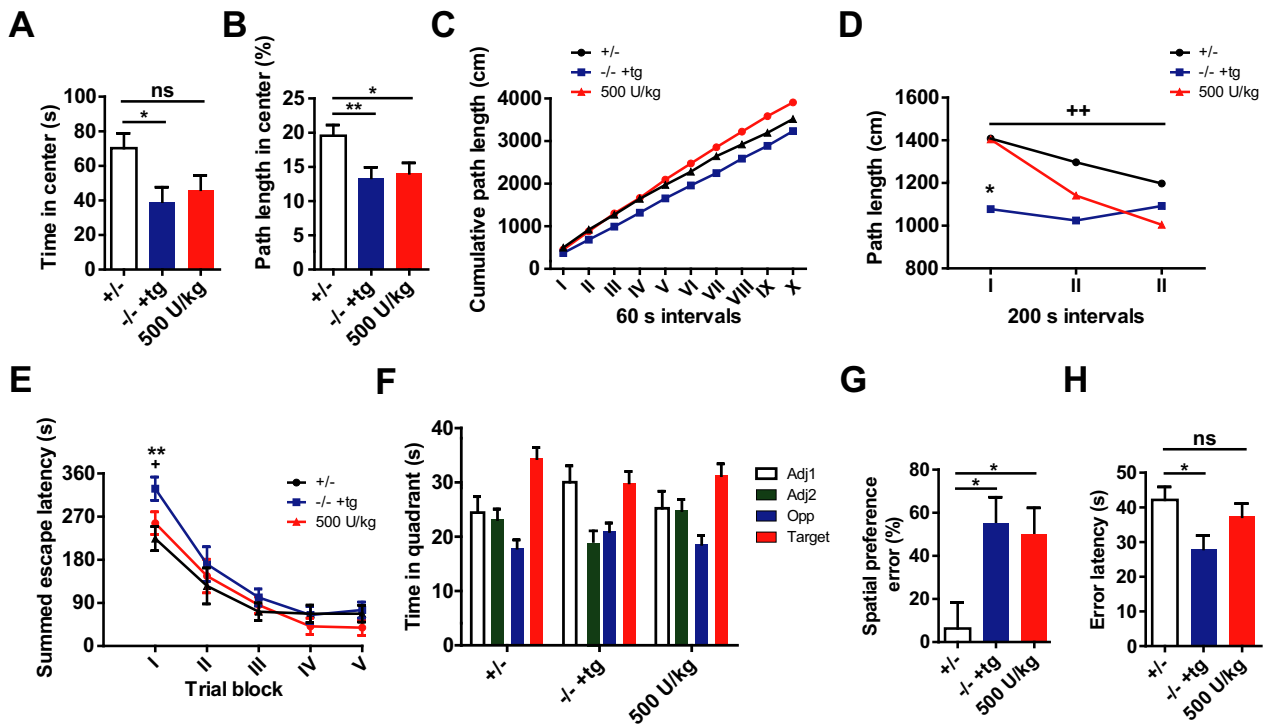 A
Time in center (s)
100
80
60
40
20
0
ns
*
+/-
-/- +tg
500 U/kg
B
Path length in center (%)
25
20
15
10
5
0
*
**
+/-
-/- +tg
500 U/kg
C
+/-
-/- +tg
500 U/kg
Cumulative path length (cm)
4000
3000
2000
1000
0
I II III IV V VI VII VIII IX X
60 s intervals
D
+/-
-/- +tg
500 U/kg
Path length (cm)
1600
1400
1200
1000
800
++
*
I II II
200 s intervals
E
Summed escape latency (s)
360
270
180
90
0
**
+
+/-
-/- +tg
500 U/kg
I II III IV V
Trial block
F
Time in quadrant (s)
40
30
20
10
0
Adj1
Adj2
Opp
Target
+/-
-/- +tg
500 U/kg
G
Spatial preference
error (%)
80
60
40
20
0
*
*
+/-
-/- +tg
500 U/kg
H
Error latency (s)
50
40
30
20
10
0
ns
*
+/-
-/- +tg
500 U/kg